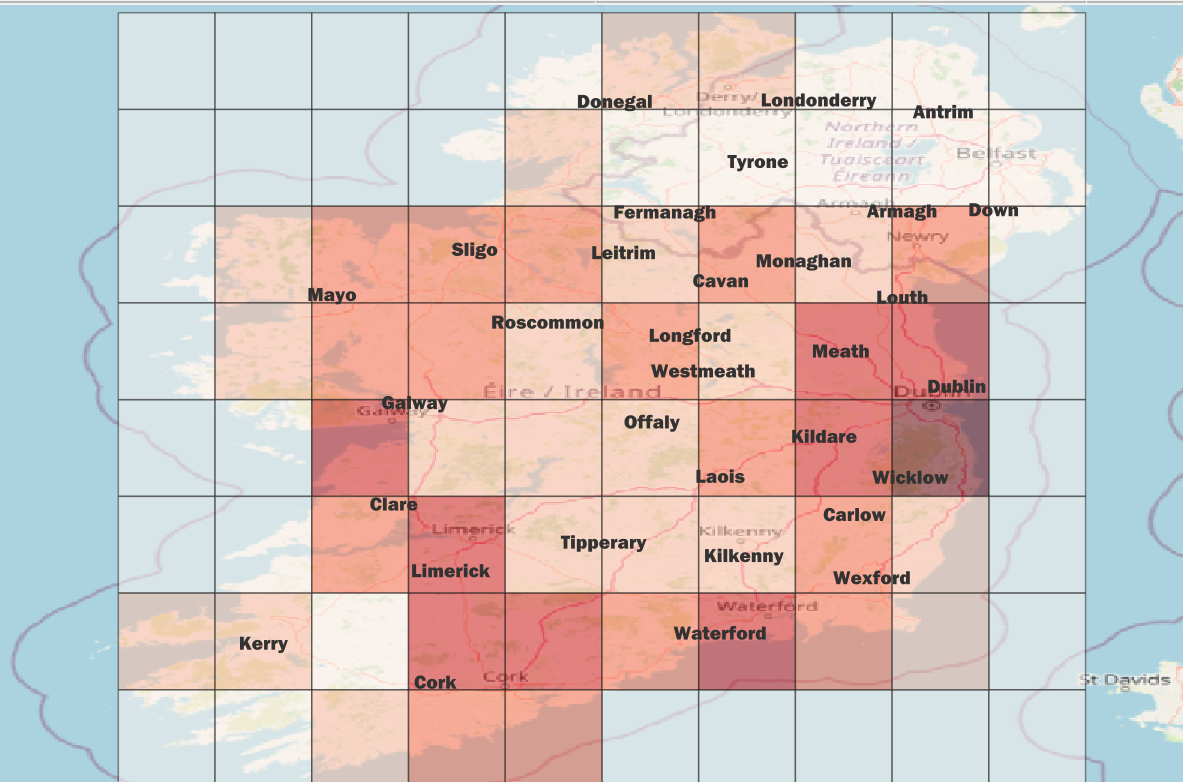 Donegal
Derry/
Londonderry
Londonderry
Antrim
Northern
Ireland /
Tuaisceart
Éireann
Belfast
Tyrone
Armagh
Fermanagh
Armagh
Down
Newry
Sligo
Leitrim
Monaghan
Cavan
Mayo
Louth
Roscommon
Longford
Meath
Westmeath
Éire / Ireland
Dublin
Dublin
Galway
Galway
Offaly
Kildare
Laois
Wicklow
Clare
Carlow
Limerick
Kilkenny
Tipperary
Kilkenny
Limerick
Wexford
Waterford
Waterford
Kerry
Cork
Cork
St Davids